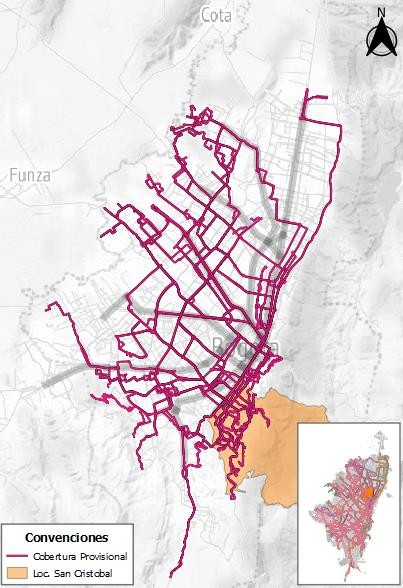 Cota
N
Funza
Bogota
Convenciones
Cobertura Provisional
Loc. San Cristobal